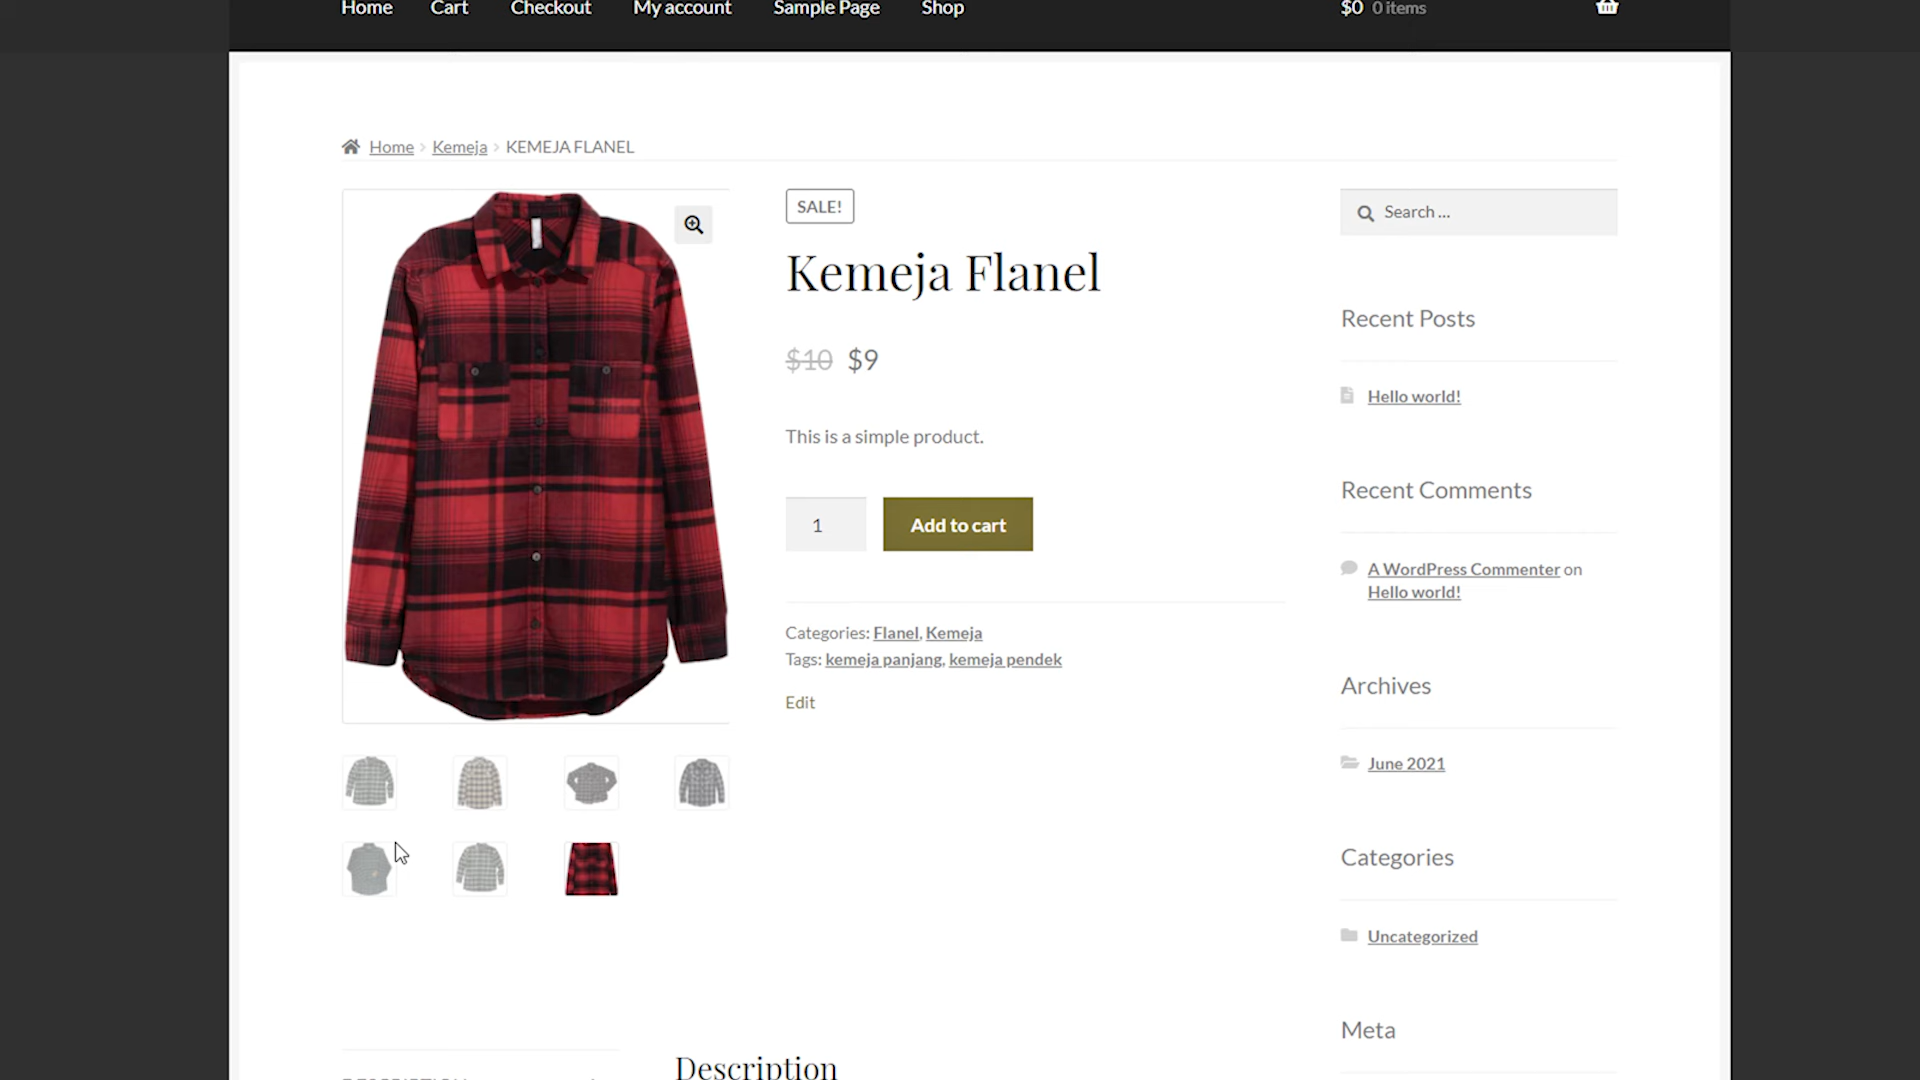 Home Cart Checkout My account Sample Page Shop $0 0 items
Home Kemeja KEMEJA FLANEL
SALE!
Kemeja Flanel
$10 $9
This is a simple product.
1 Add to cart
Categories: Flanel, Kemeja
Tags: kemeja panjang, kemeja pendek
Edit
Search ...
Recent Posts
Hello world!
Recent Comments
A WordPress Commenter on
Hello world!
Archives
June 2021
Categories
Uncategorized
Meta
DESCRIPTION
Description